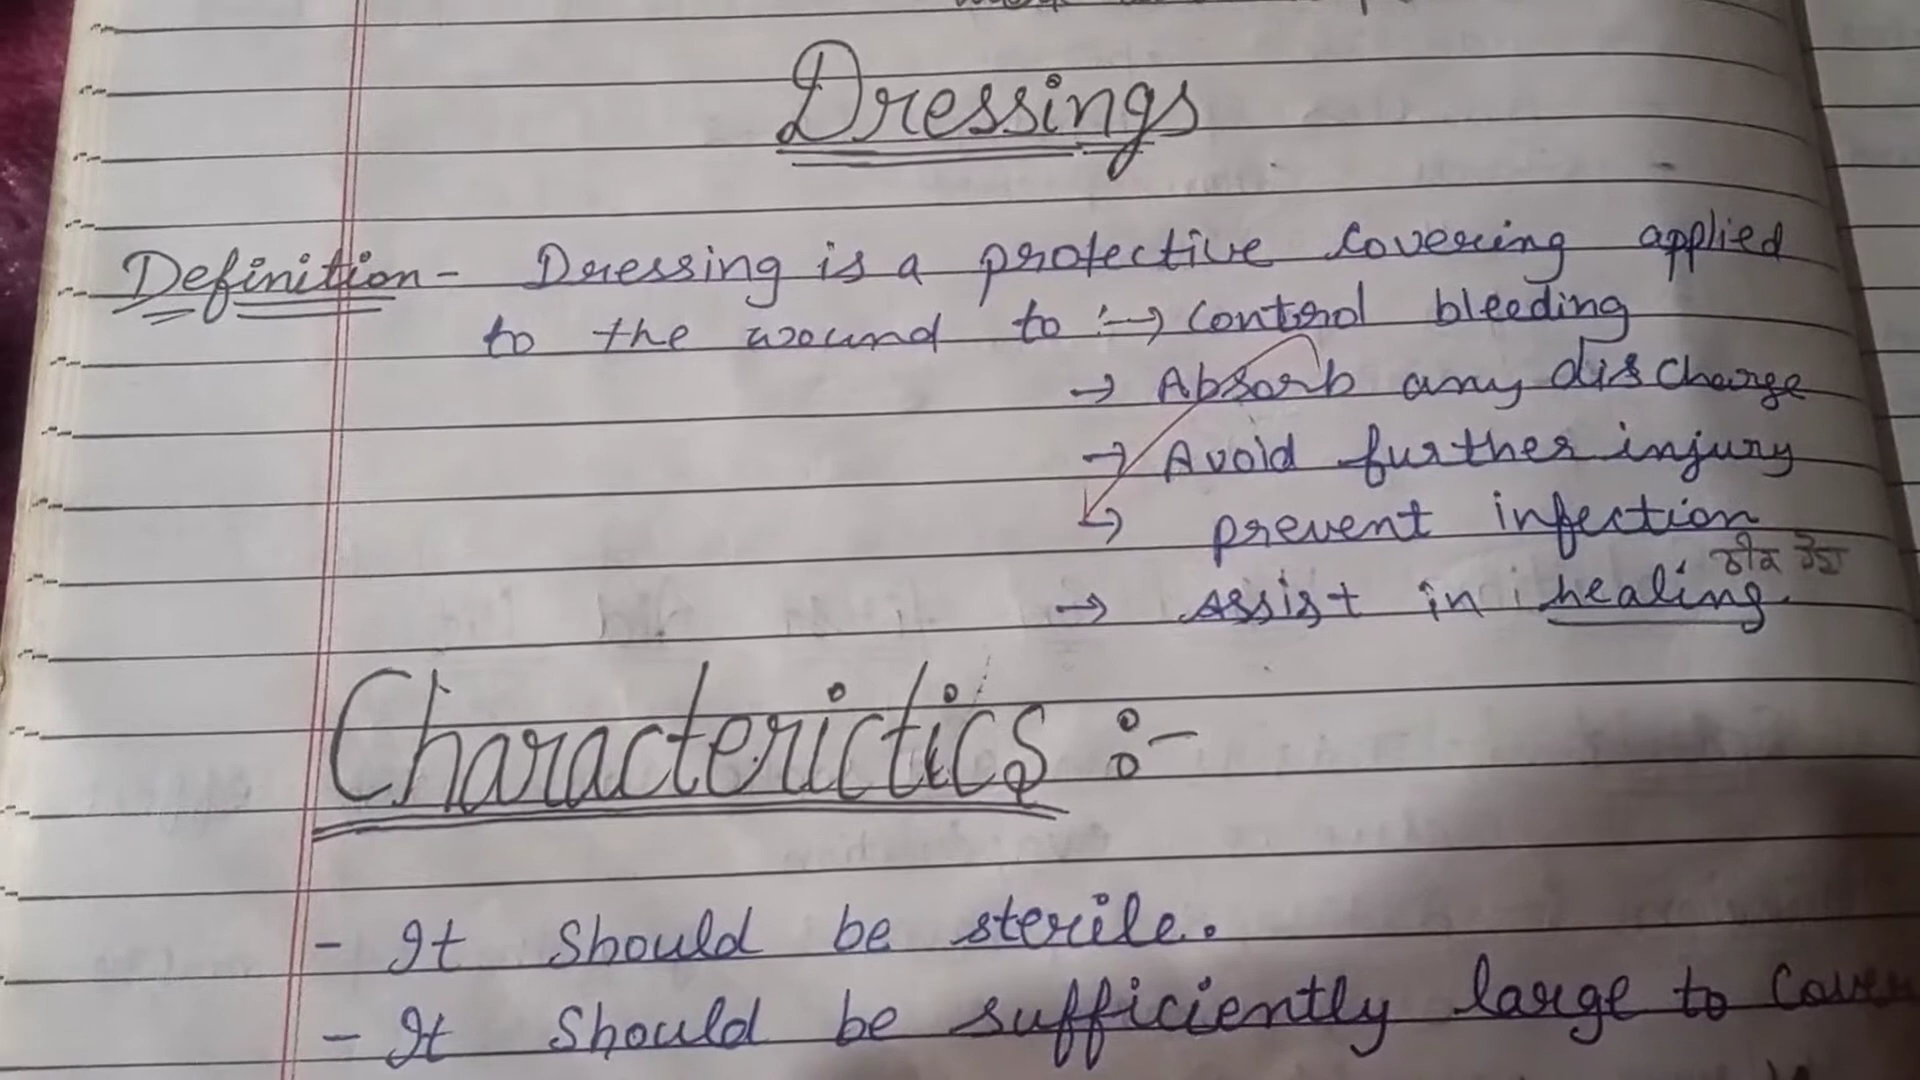 Dressings
Definition - Dressing is a protective covering applied
to the wound to :-> control bleeding
-> Absorb any discharge
-> Avoid further injury
-> prevent infection
-> Assist in healing.
Characterictics :-
- It should be sterile.
- It should be sufficiently large to cover